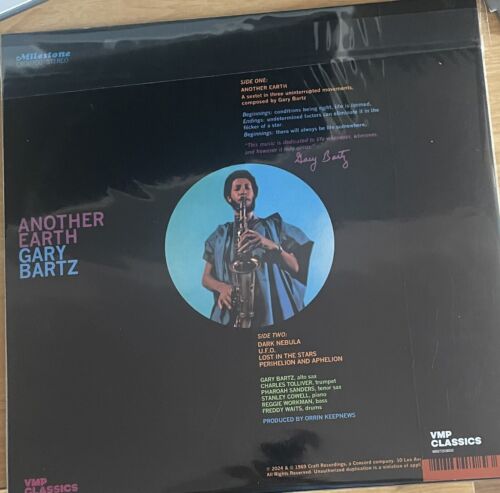 Milestone
STEREO
SIDE ONE:
ANOTHER EARTH
A sextet in three uninterrupted movements,
composed by Gary Bartz
Beginnings: conditions being right, life is formed.
Endings: undetermined factors can eliminate it in the
flicker of a star
Beginnings: there will always be life somewhere.
"This music is dedicated to life whenever, wherever
and however it may occur."
Gary Bartz
ANOTHER
EARTH
GARY
BARTZ
SIDE TWO:
DARK NEBULA
U.F.O.
LOST IN THE STARS
PERIHELION AND APHELION
GARY BARTZ, alto sax
CHARLES TOLLIVER, trumpet
PHAROAH SANDERS, tenor sax
STANLEY COWELL, piano
REGGIE WORKMAN, bass
FREDDY WAITS, drums
PRODUCED BY ORRIN KEEPNEWS
VMP
CLASSICS
VMP
CLASSICS
℗ 2024 & © 1969 Craft Recordings, a Concord company. 10 Lea Ave
Unauthorized duplication is a violation of appl